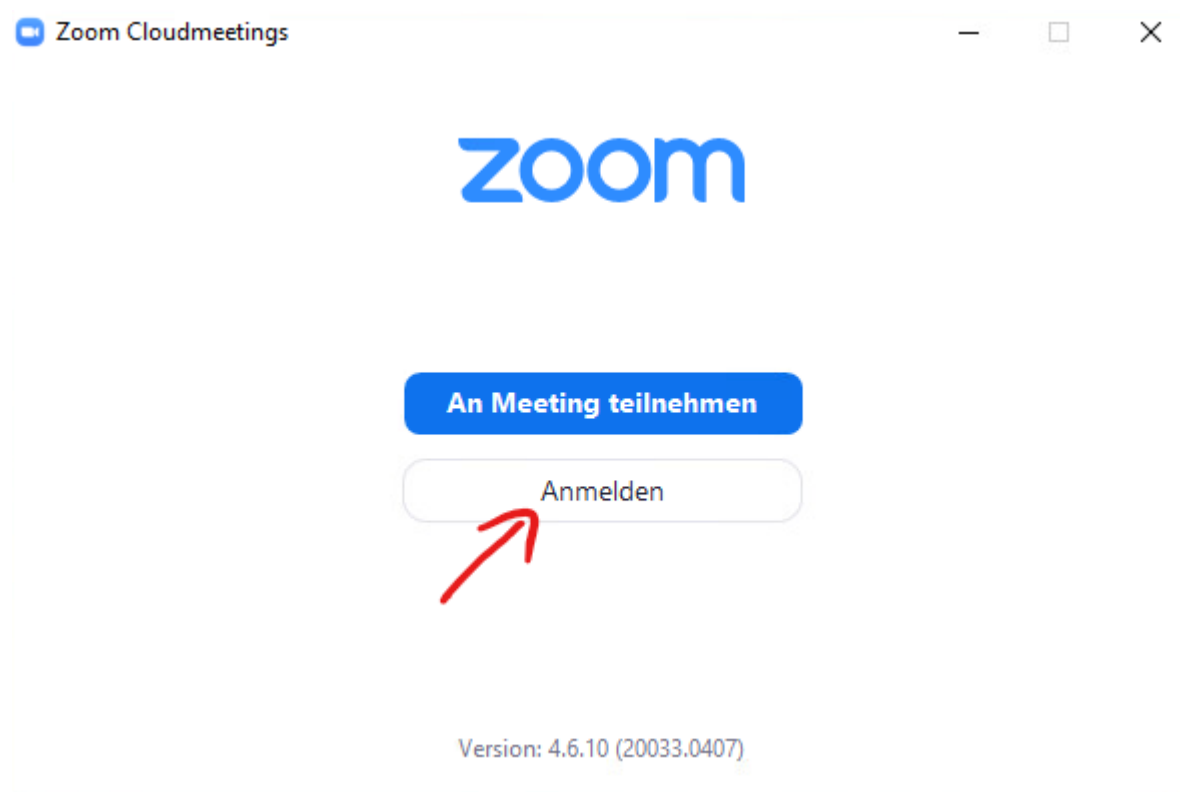 Zoom Cloudmeetings
zoom
An Meeting teilnehmen
Anmelden
Version: 4.6.10 (20033.0407)